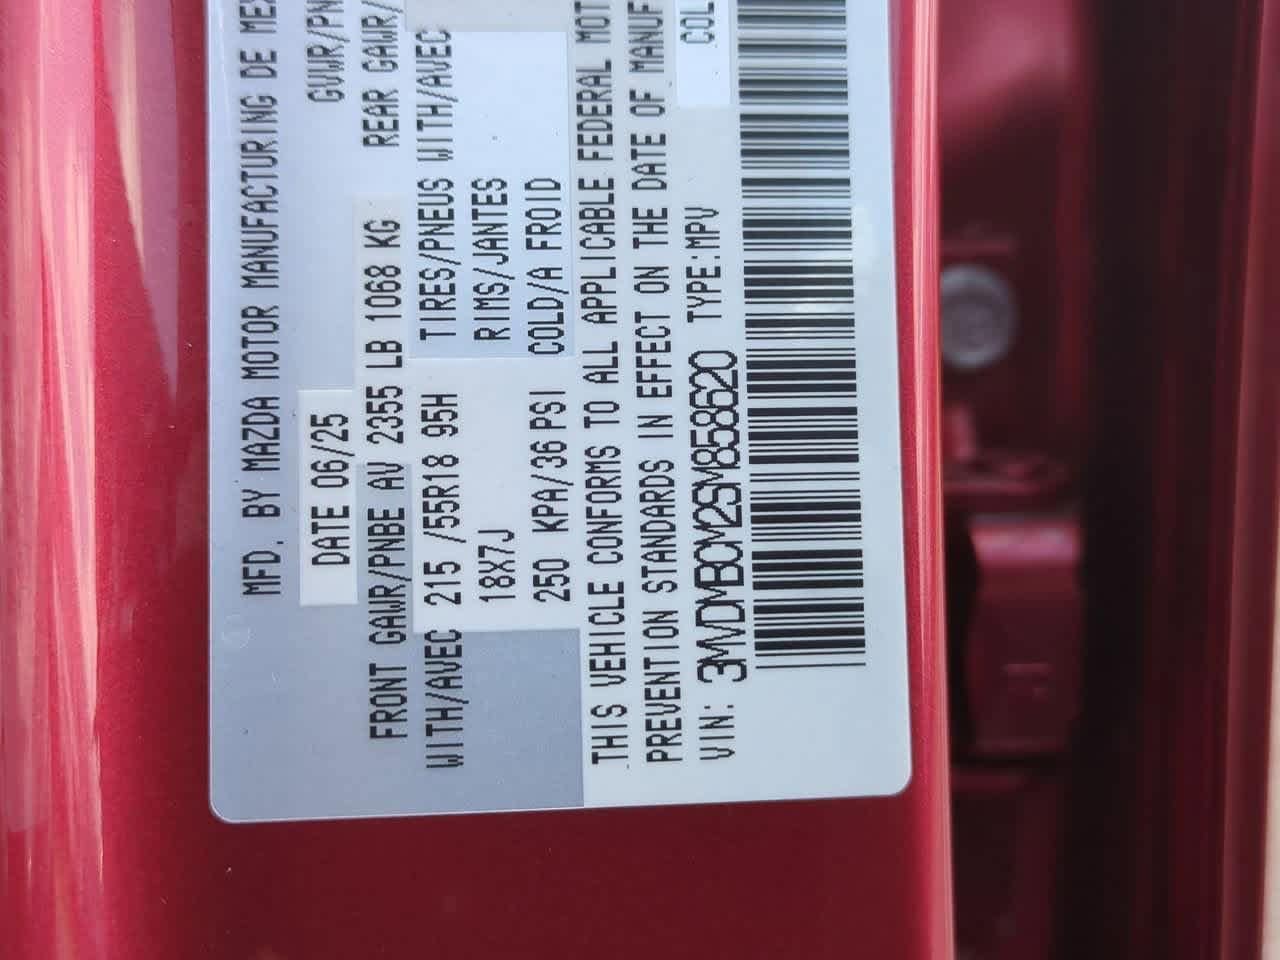 MFD. BY MAZDA MOTOR MANUFACTURING DE MEX
DATE 06/25 GVWR/PN
FRONT GAWR/PNBE AV 2355 LB 1068 KG REAR GAWR/
WITH/AVEC 215 /55R18 95H TIRES/PNEUS WITH/AVEC
18X7J RIMS/JANTES
250 KPA/36 PSI COLD/A FROID
THIS VEHICLE CONFORMS TO ALL APPLICABLE FEDERAL MOT
PREVENTION STANDARDS IN EFFECT ON THE DATE OF MANUF
VIN: 3MVDMBCM2SM858620 TYPE:MPV COL